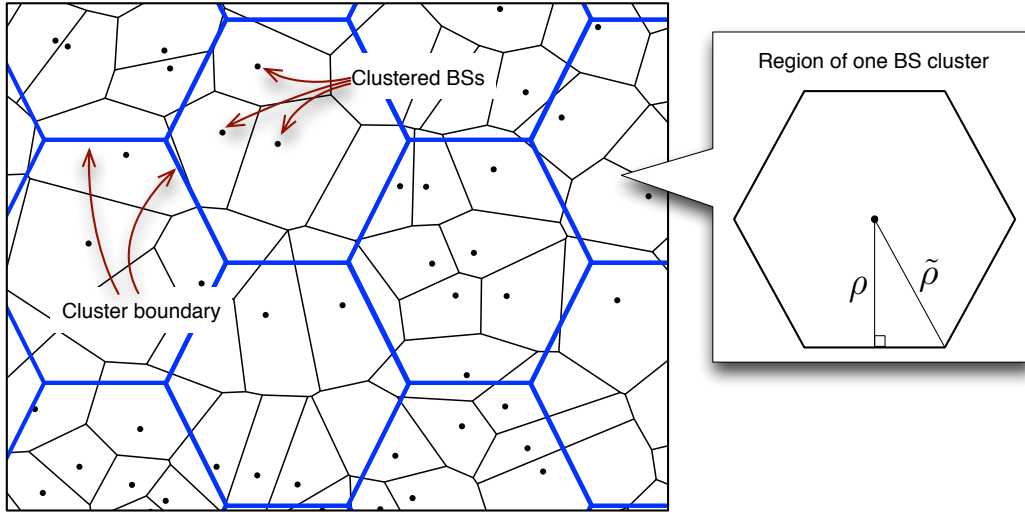 Clustered BSs
Cluster boundary
Region of one BS cluster
ρ
ρ̃